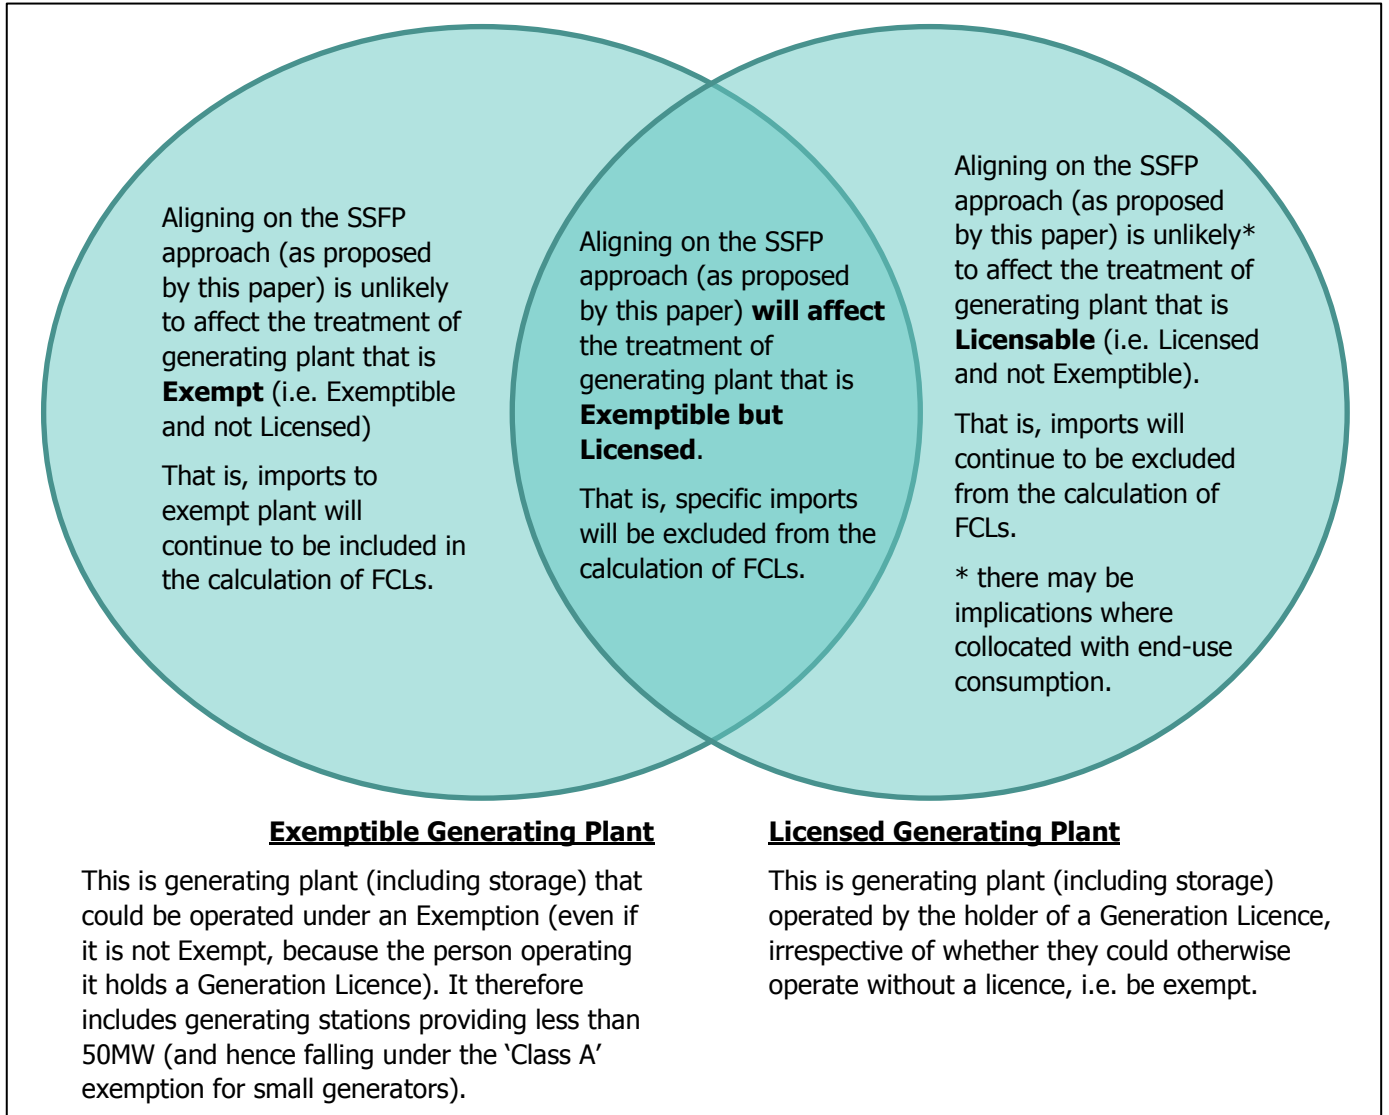 Aligning on the SSFP
approach (as proposed
by this paper) is unlikely
to affect the treatment of
generating plant that is
Exempt (i.e. Exemptible
and not Licensed)
That is, imports to
exempt plant will
continue to be included in
the calculation of FCLs.
Aligning on the SSFP
approach (as proposed
by this paper) will affect
the treatment of
generating plant that is
Exemptible but
Licensed.
That is, specific imports
will be excluded from the
calculation of FCLs.
Aligning on the SSFP
approach (as proposed
by this paper) is unlikely*
to affect the treatment of
generating plant that is
Licensable (i.e. Licensed
and not Exemptible).
That is, imports will
continue to be excluded
from the calculation of
FCLs.
* there may be
implications where
collocated with end-use
consumption.
Exemptible Generating Plant
This is generating plant (including storage) that
could be operated under an Exemption (even if
it is not Exempt, because the person operating
it holds a Generation Licence). It therefore
includes generating stations providing less than
50MW (and hence falling under the ‘Class A’
exemption for small generators).
Licensed Generating Plant
This is generating plant (including storage)
operated by the holder of a Generation Licence,
irrespective of whether they could otherwise
operate without a licence, i.e. be exempt.